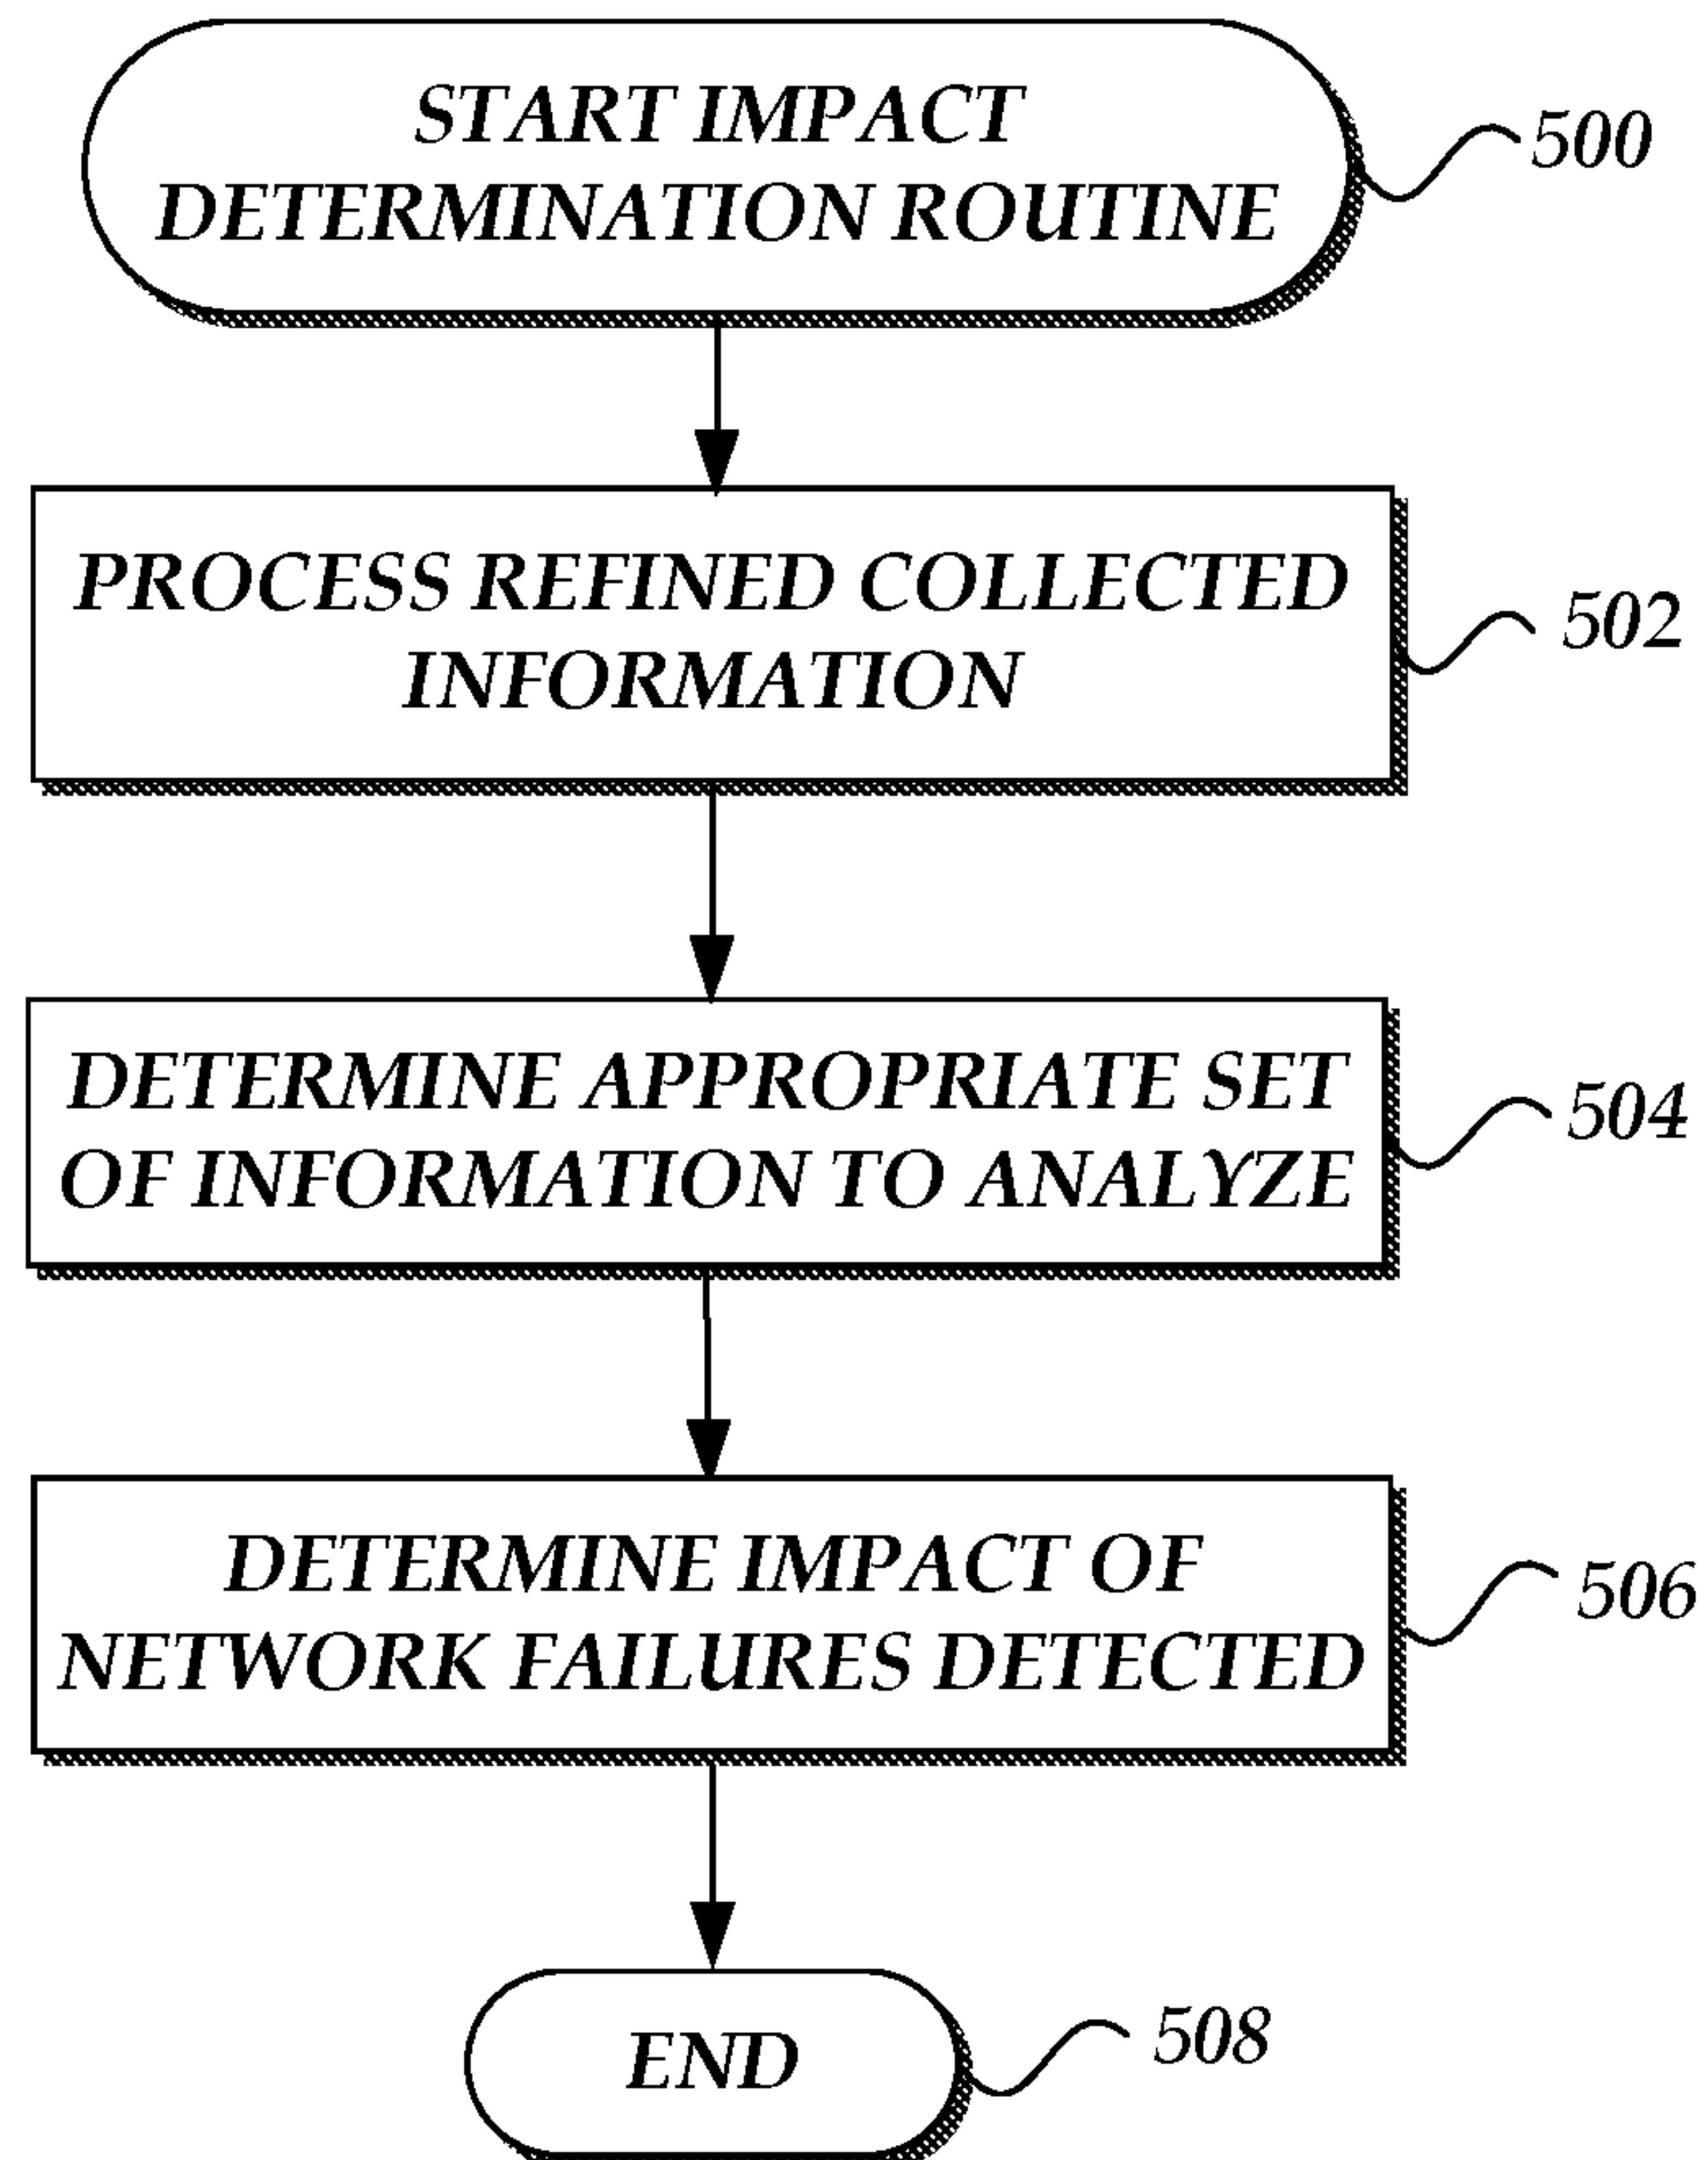 START IMPACT
DETERMINATION ROUTINE
500
PROCESS REFINED COLLECTED
INFORMATION
502
DETERMINE APPROPRIATE SET
OF INFORMATION TO ANALYZE
504
DETERMINE IMPACT OF
NETWORK FAILURES DETECTED
506
END
508